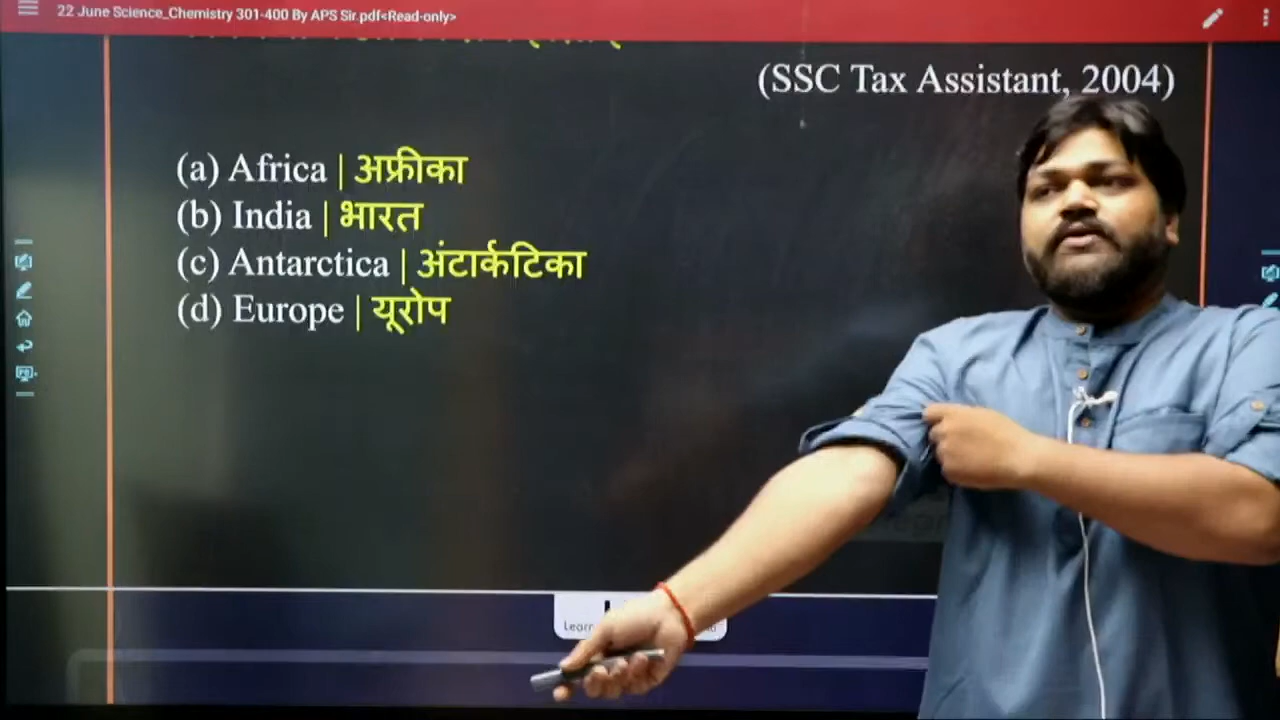 22 June Science_Chemistry 301-400 By APS Sir.pdf<Read-only>
(SSC Tax Assistant, 2004)
(a) Africa | अफ्रीका
(b) India | भारत
(c) Antarctica | अंटार्कटिका
(d) Europe | यूरोप